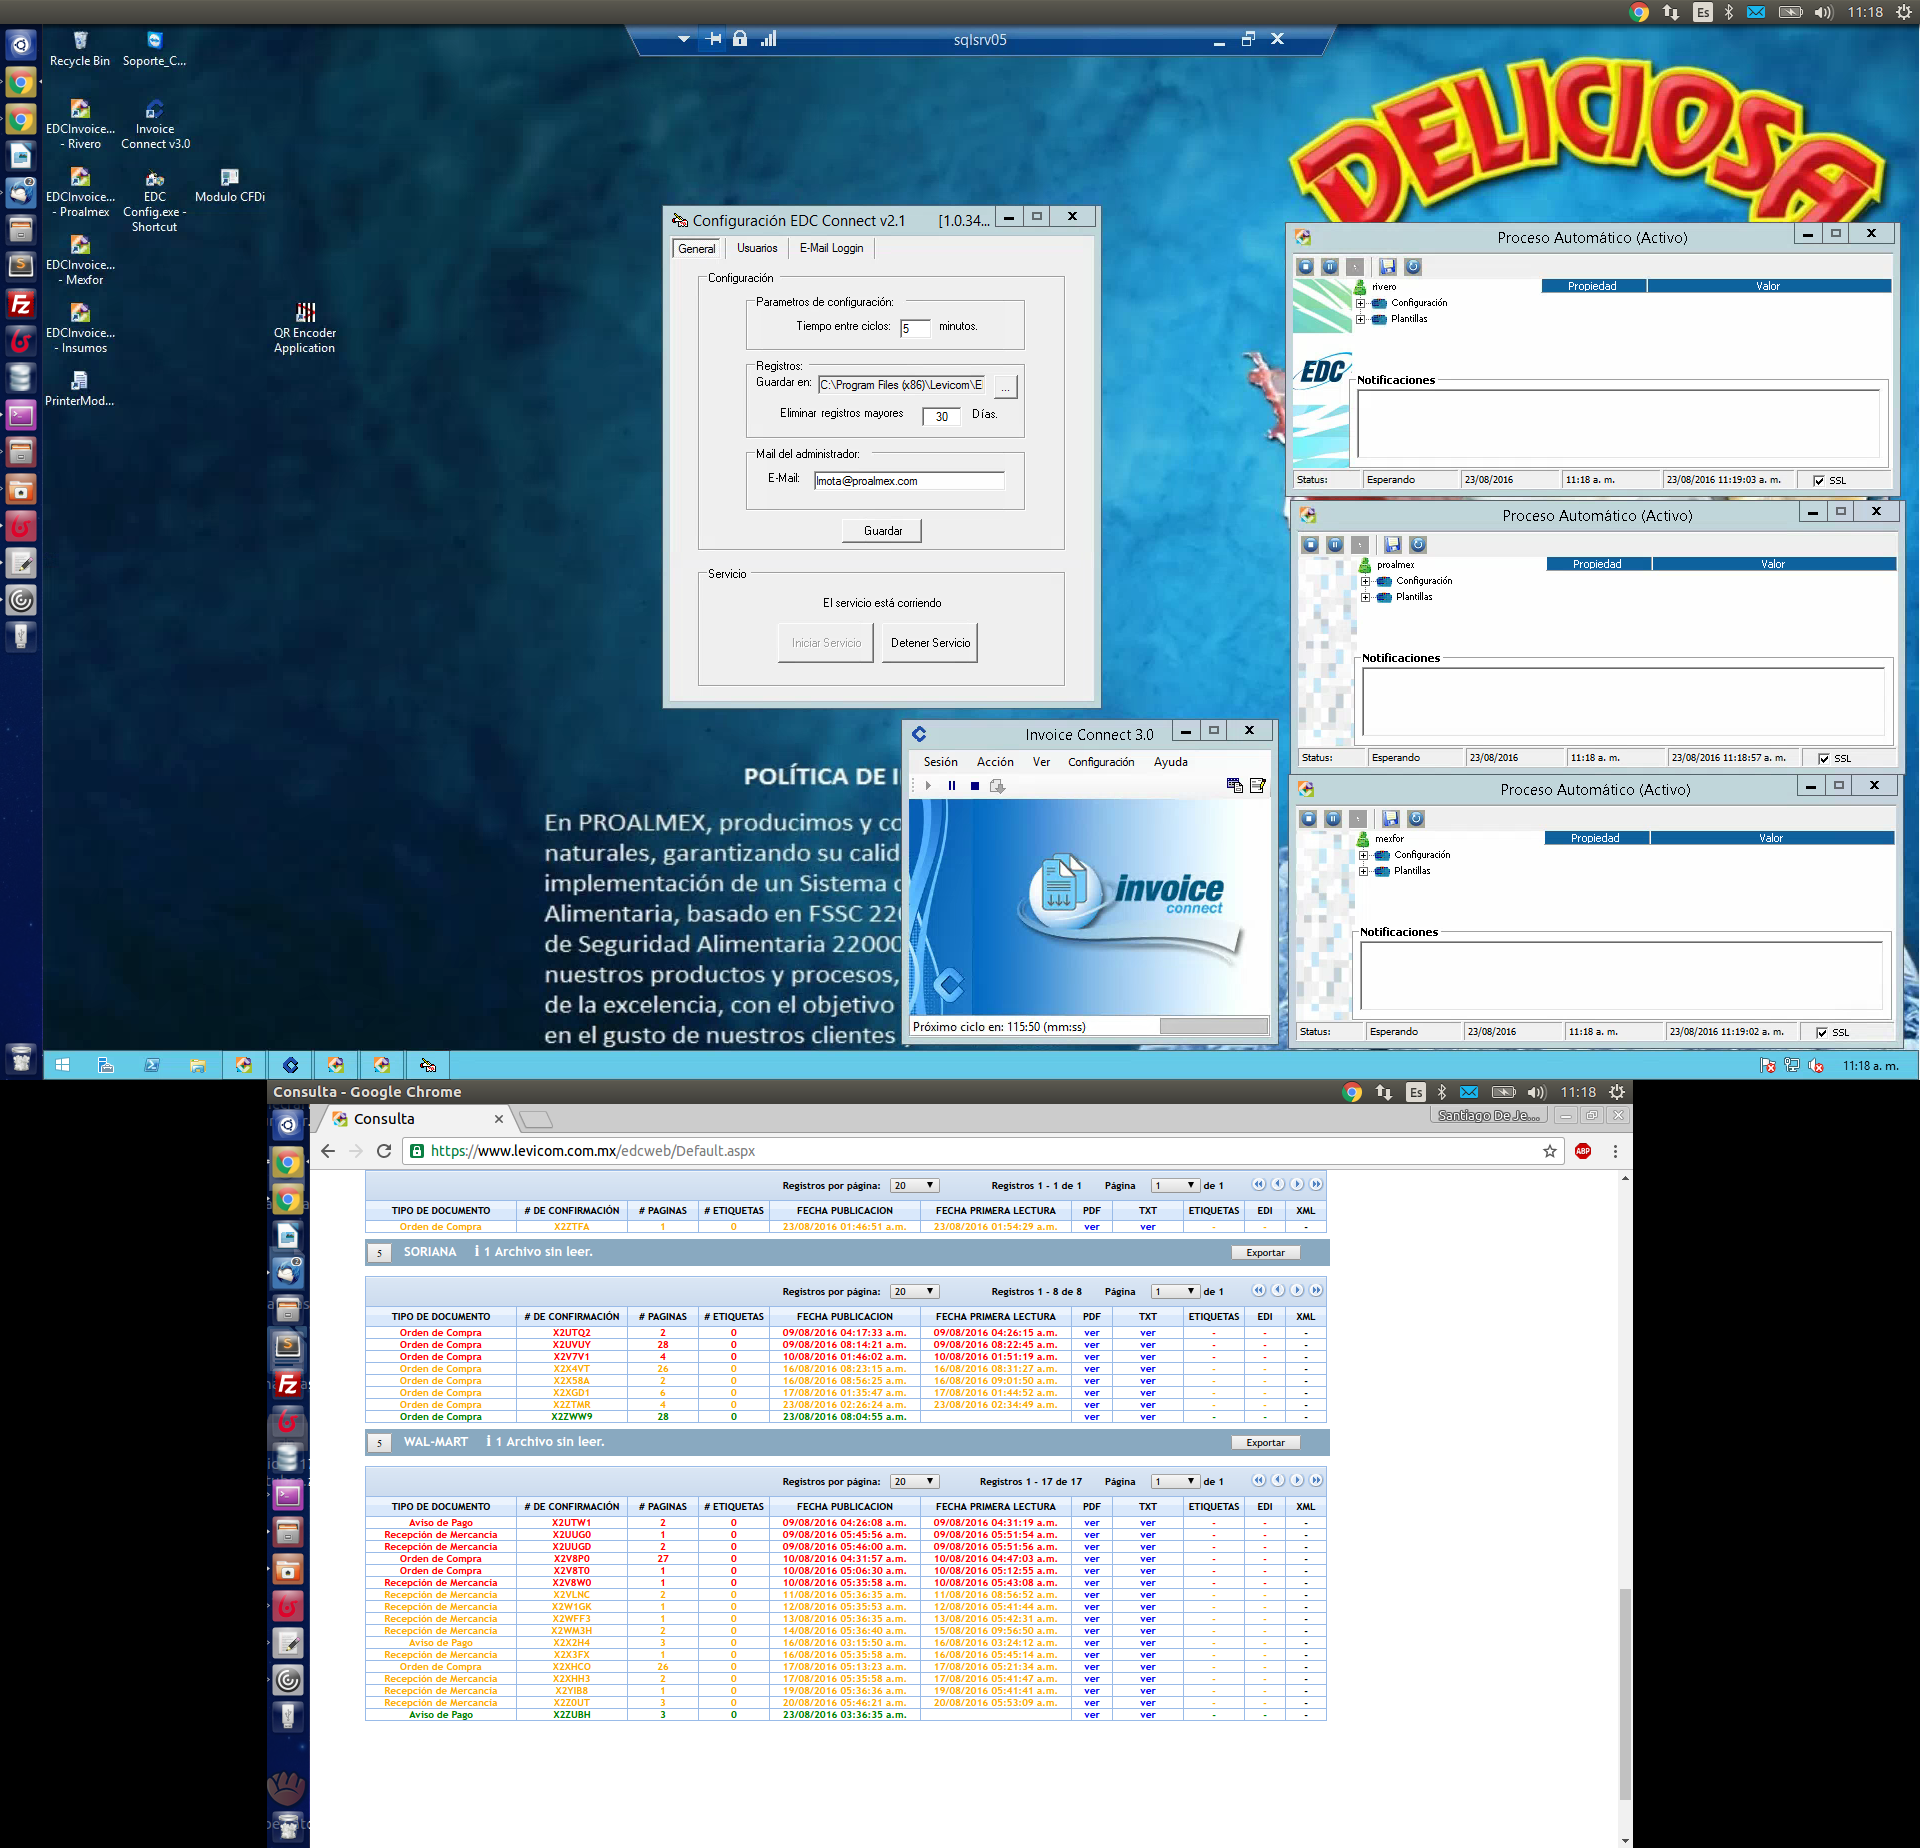 Es 11:18
sqlsrv05
Recycle Bin
Soporte_C...
EDCInvoice... - Rivero
Invoice Connect v3.0
EDCInvoice... - Proalmex
EDC Config.exe - Shortcut
Modulo CFDi
EDCInvoice... - Mexfor
EDCInvoice... - Insumos
QR Encoder Application
PrinterMod...
DELICIOSA
Configuración EDC Connect v2.1 [1.0.34...
General Usuarios E-Mail Loggin
Configuración
Parametros de configuración:
Tiempo entre ciclos: 5 minutos.
Registros:
Guardar en: C:\Program Files (x86)\Levicom\E ...
Eliminar registros mayores 30 Días.
Mail del administrador:
E-Mail: lmota@proalmex.com
Guardar
Servicio
El servicio está corriendo
Iniciar Servicio Detener Servicio
Proceso Automático (Activo)
rivero
Configuración
Plantillas
Propiedad Valor
EDC
Notificaciones
Status: Esperando 23/08/2016 11:18 a. m. 23/08/2016 11:19:03 a. m. SSL
Proceso Automático (Activo)
proalmex
Configuración
Plantillas
Propiedad Valor
Notificaciones
Status: Esperando 23/08/2016 11:18 a. m. 23/08/2016 11:18:57 a. m. SSL
Proceso Automático (Activo)
mexfor
Configuración
Plantillas
Propiedad Valor
Notificaciones
Status: Esperando 23/08/2016 11:18 a. m. 23/08/2016 11:19:02 a. m. SSL
Invoice Connect 3.0
Sesión Acción Ver Configuración Ayuda
invoice
connect
Próximo ciclo en: 115:50 (mm:ss)
POLÍTICA DE I
En PROALMEX, producimos y co
naturales, garantizando su calid
implementación de un Sistema
Alimentaria, basado en FSSC 22
de Seguridad Alimentaria 22000
nuestros productos y procesos,
de la excelencia, con el objetivo
en el gusto de nuestros clientes
11:18 a. m.
Consulta - Google Chrome Es 11:18
Consulta Santiago De Je...
https://www.levicom.com.mx/edcweb/Default.aspx ABP
Registros por página: 20 Registros 1 - 1 de 1 Página 1 de 1
TIPO DE DOCUMENTO # DE CONFIRMACIÓN # PAGINAS # ETIQUETAS FECHA PUBLICACION FECHA PRIMERA LECTURA PDF TXT ETIQUETAS EDI XML
Orden de Compra X2ZTFA 1 0 23/08/2016 01:46:51 a.m. 23/08/2016 01:54:29 a.m. ver ver - - -
5 SORIANA i 1 Archivo sin leer. Exportar
Registros por página: 20 Registros 1 - 8 de 8 Página 1 de 1
TIPO DE DOCUMENTO # DE CONFIRMACIÓN # PAGINAS # ETIQUETAS FECHA PUBLICACION FECHA PRIMERA LECTURA PDF TXT ETIQUETAS EDI XML
Orden de Compra X2UTQ2 2 0 09/08/2016 04:17:33 a.m. 09/08/2016 04:26:15 a.m. ver ver - - -
Orden de Compra X2UVUY 28 0 09/08/2016 08:14:21 a.m. 09/08/2016 08:22:45 a.m. ver ver - - -
Orden de Compra X2V7V1 4 0 10/08/2016 01:46:02 a.m. 10/08/2016 01:51:19 a.m. ver ver - - -
Orden de Compra X2X4VT 26 0 16/08/2016 08:23:15 a.m. 16/08/2016 08:31:27 a.m. ver ver - - -
Orden de Compra X2X58A 2 0 16/08/2016 08:56:25 a.m. 16/08/2016 09:01:50 a.m. ver ver - - -
Orden de Compra X2XGD1 6 0 17/08/2016 01:35:47 a.m. 17/08/2016 01:44:52 a.m. ver ver - - -
Orden de Compra X2ZTMR 4 0 23/08/2016 02:26:24 a.m. 23/08/2016 02:34:49 a.m. ver ver - - -
Orden de Compra X2ZWW9 28 0 23/08/2016 08:04:55 a.m. ver ver - - -
5 WAL-MART i 1 Archivo sin leer. Exportar
Registros por página: 20 Registros 1 - 17 de 17 Página 1 de 1
TIPO DE DOCUMENTO # DE CONFIRMACIÓN # PAGINAS # ETIQUETAS FECHA PUBLICACION FECHA PRIMERA LECTURA PDF TXT ETIQUETAS EDI XML
Aviso de Pago X2UTW1 2 0 09/08/2016 04:26:08 a.m. 09/08/2016 04:31:19 a.m. ver ver - - -
Recepción de Mercancia X2UUG0 1 0 09/08/2016 05:45:56 a.m. 09/08/2016 05:51:54 a.m. ver ver - - -
Recepción de Mercancia X2UUGD 2 0 09/08/2016 05:46:00 a.m. 09/08/2016 05:51:56 a.m. ver ver - - -
Orden de Compra X2V8P0 27 0 10/08/2016 04:31:57 a.m. 10/08/2016 04:47:03 a.m. ver ver - - -
Orden de Compra X2V8T0 1 0 10/08/2016 05:06:30 a.m. 10/08/2016 05:12:55 a.m. ver ver - - -
Recepción de Mercancia X2V8W0 1 0 10/08/2016 05:35:58 a.m. 10/08/2016 05:43:08 a.m. ver ver - - -
Recepción de Mercancia X2VLNC 2 0 11/08/2016 05:36:35 a.m. 11/08/2016 08:56:52 a.m. ver ver - - -
Recepción de Mercancia X2W1GK 1 0 12/08/2016 05:35:53 a.m. 12/08/2016 05:41:44 a.m. ver ver - - -
Recepción de Mercancia X2WFF3 1 0 13/08/2016 05:36:35 a.m. 13/08/2016 05:42:31 a.m. ver ver - - -
Recepción de Mercancia X2WM3H 2 0 14/08/2016 05:36:40 a.m. 15/08/2016 09:56:50 a.m. ver ver - - -
Aviso de Pago X2X2H4 3 0 16/08/2016 03:15:50 a.m. 16/08/2016 03:24:12 a.m. ver ver - - -
Recepción de Mercancia X2X3FX 1 0 16/08/2016 05:35:58 a.m. 16/08/2016 05:45:14 a.m. ver ver - - -
Orden de Compra X2XHCO 26 0 17/08/2016 05:13:23 a.m. 17/08/2016 05:21:34 a.m. ver ver - - -
Recepción de Mercancia X2XHH3 2 0 17/08/2016 05:35:58 a.m. 17/08/2016 05:41:47 a.m. ver ver - - -
Recepción de Mercancia X2YIB8 1 0 19/08/2016 05:36:36 a.m. 19/08/2016 05:41:41 a.m. ver ver - - -
Recepción de Mercancia X2Z0UT 3 0 20/08/2016 05:46:21 a.m. 20/08/2016 05:53:09 a.m. ver ver - - -
Aviso de Pago X2ZUBH 3 0 23/08/2016 03:36:35 a.m. ver ver - - -